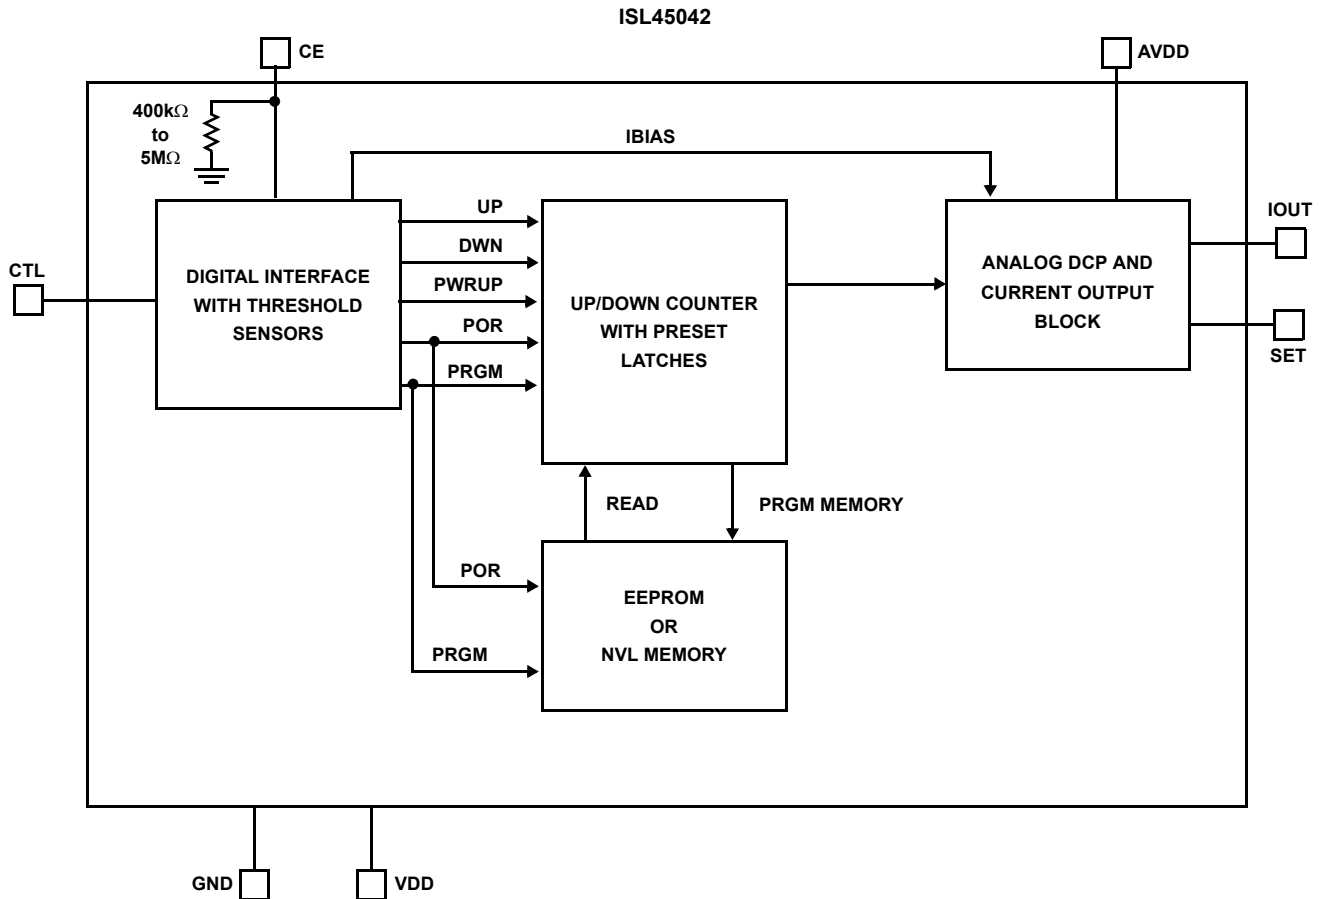 ISL45042
CE
AVDD
400kΩ
to
5MΩ
IBIAS
UP
DWN
PWRUP
POR
PRGM
CTL
DIGITAL INTERFACE
WITH THRESHOLD
SENSORS
UP/DOWN COUNTER
WITH PRESET
LATCHES
ANALOG DCP AND
CURRENT OUTPUT
BLOCK
IOUT
SET
READ
PRGM MEMORY
POR
PRGM
EEPROM
OR
NVL MEMORY
GND
VDD